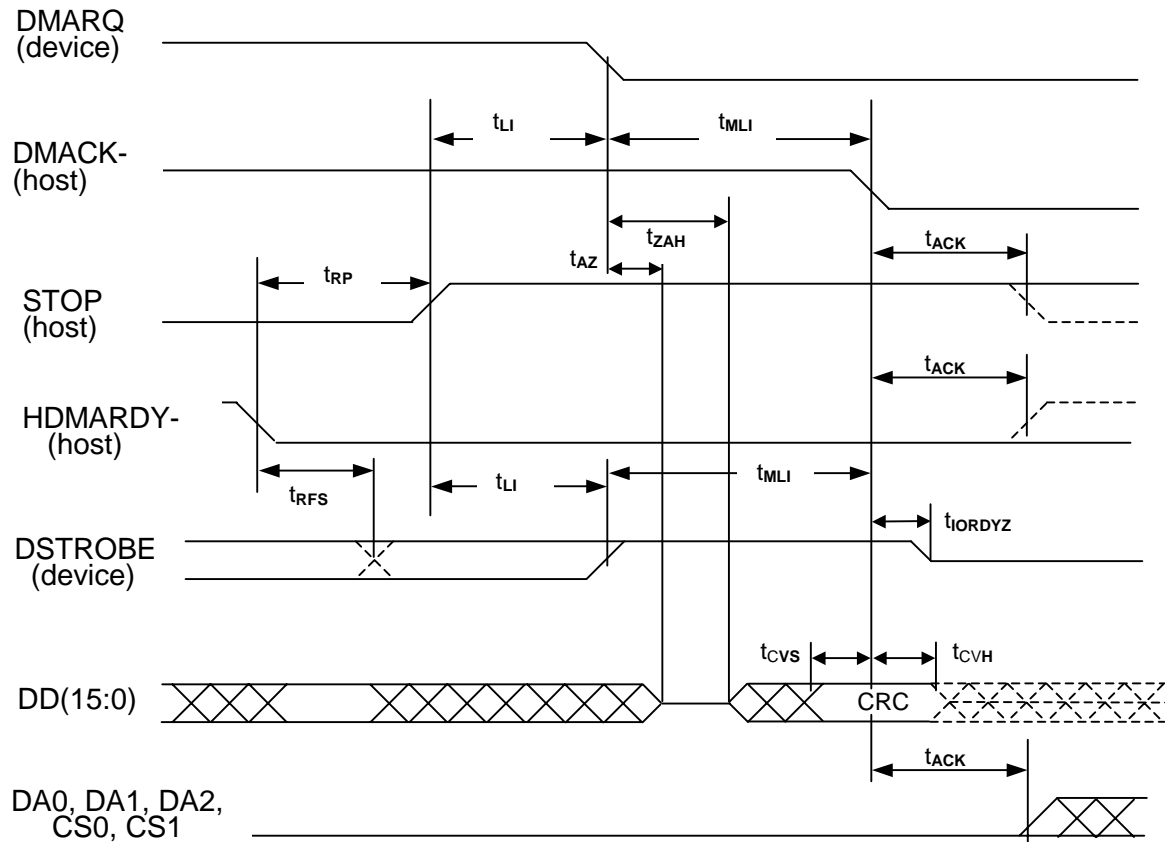 DMARQ
(device)
tLI
tMLI
DMACK-
(host)
tZAH
tACK
tAZ
tRP
STOP
(host)
tACK
HDMARDY-
(host)
tRFS
tLI
tMLI
tIORDYZ
DSTROBE
(device)
tCVS
tCVH
DD(15:0)
CRC
tACK
DA0, DA1, DA2,
CS0, CS1